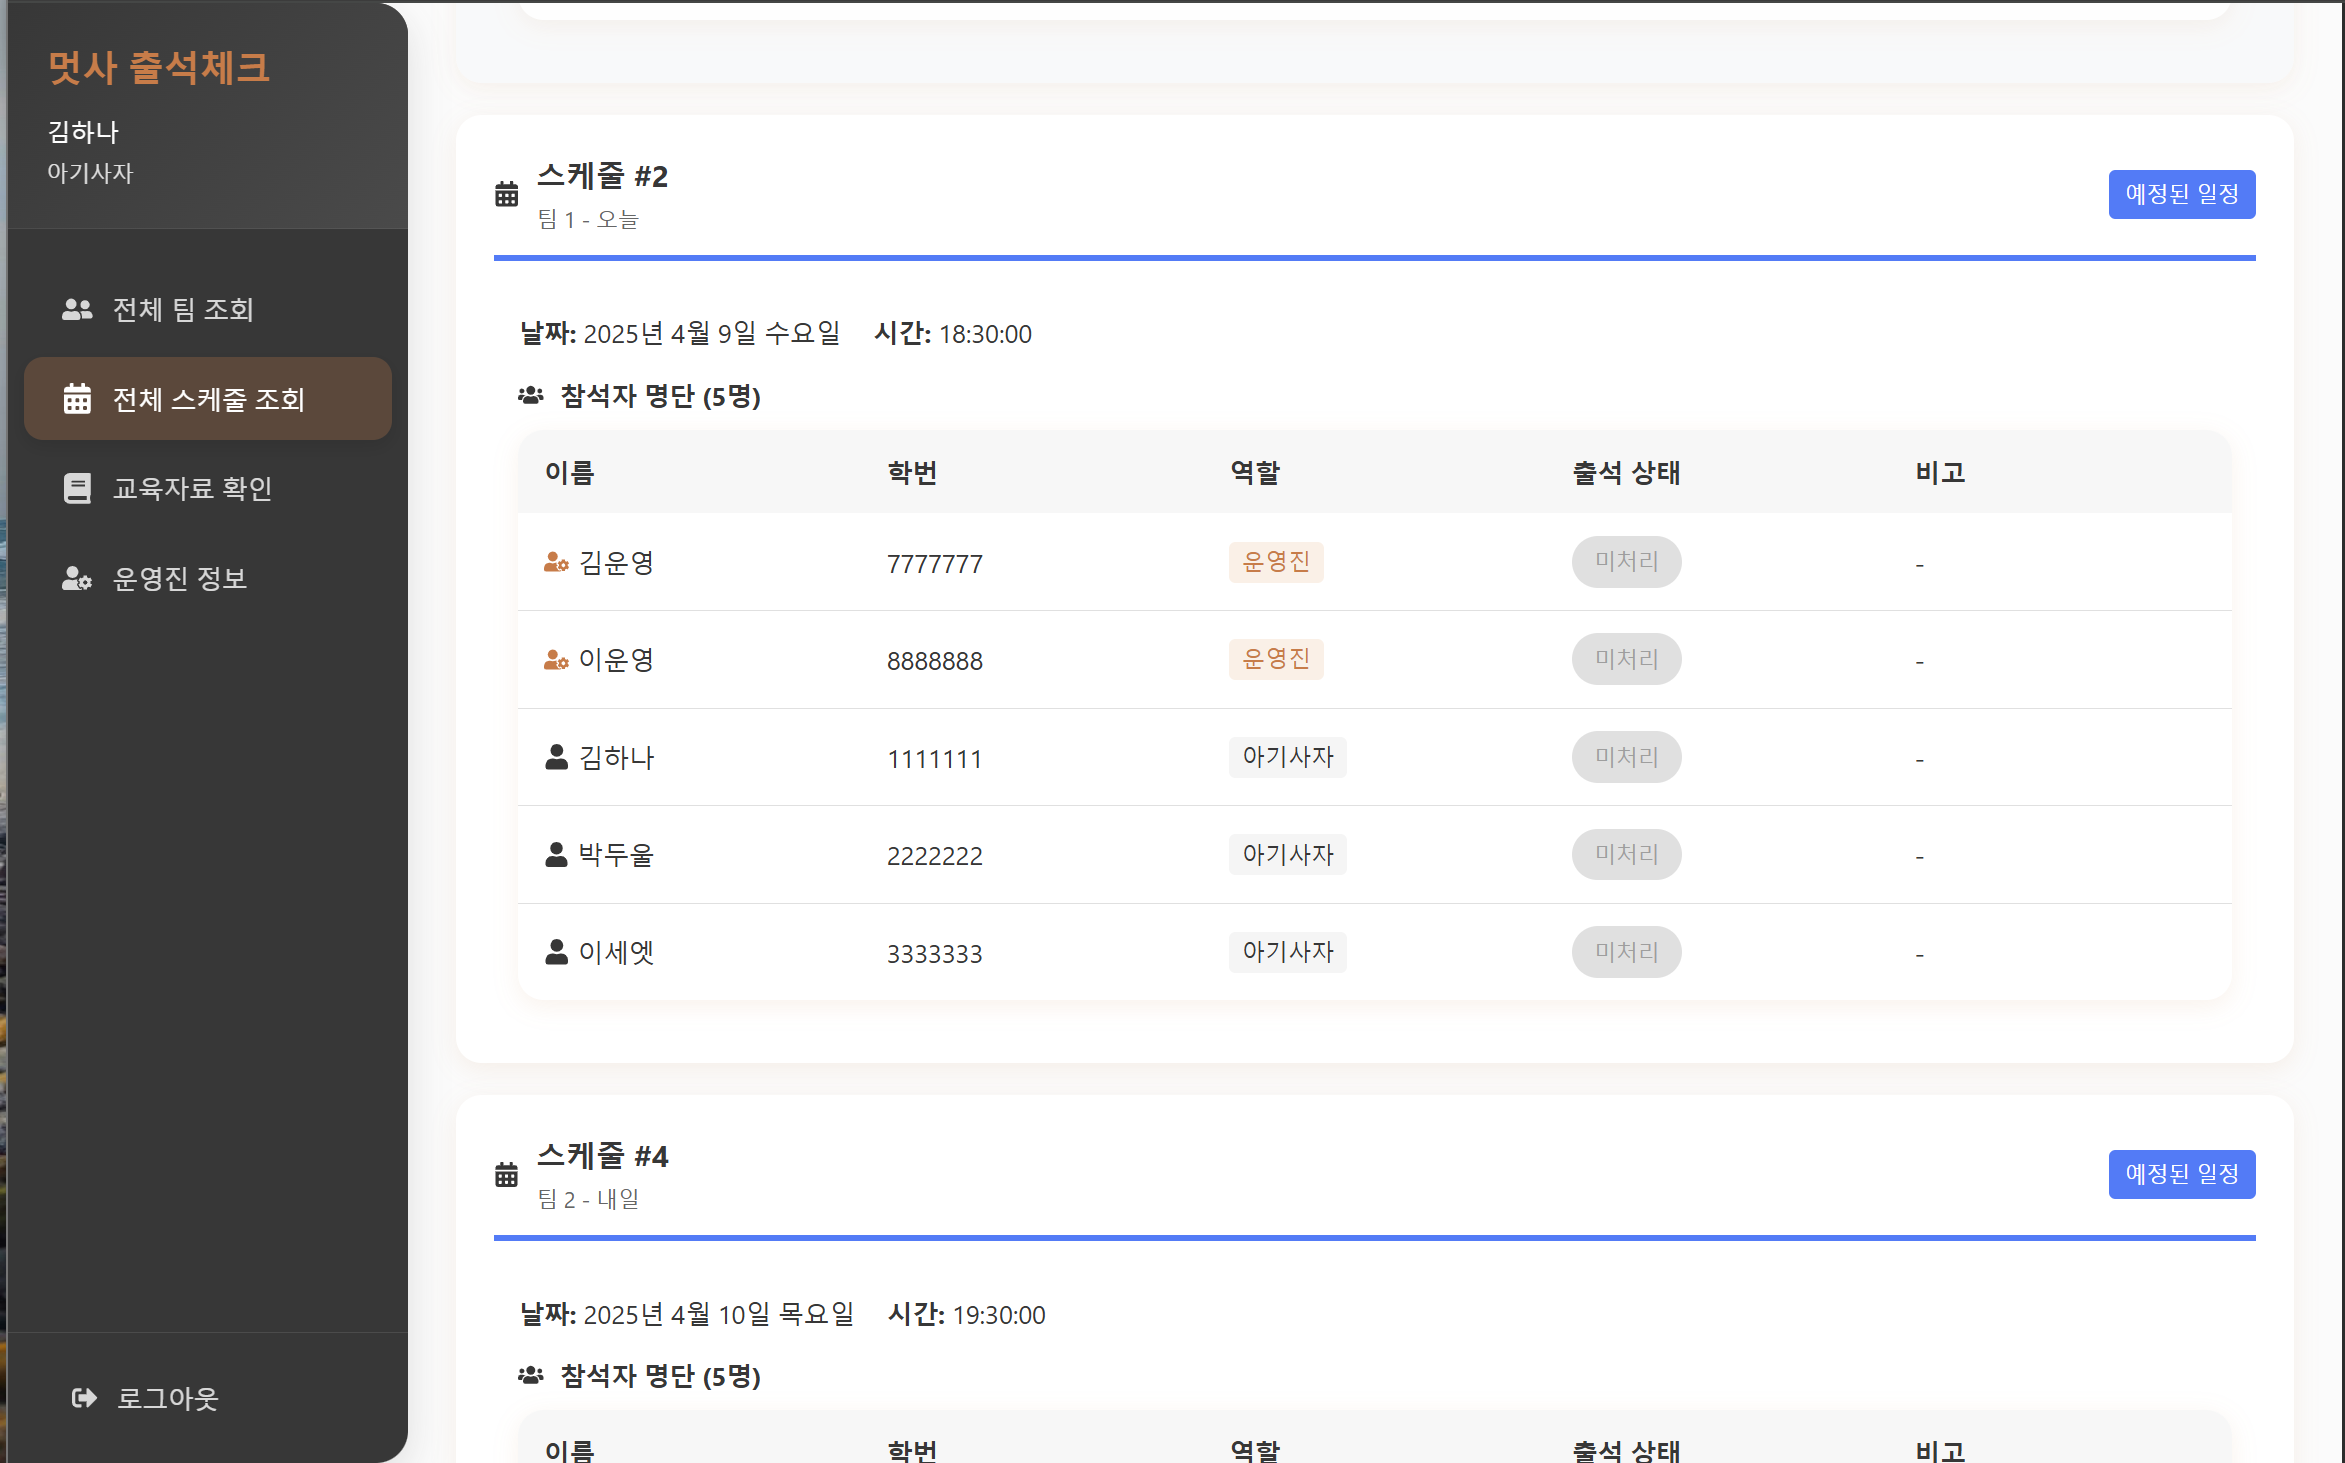 멋사 출석체크
김하나
아기사자
전체 팀 조회
전체 스케줄 조회
교육자료 확인
운영진 정보
로그아웃
스케줄 #2
팀 1 - 오늘
예정된 일정
날짜: 2025년 4월 9일 수요일 시간: 18:30:00
참석자 명단 (5명)
이름 학번 역할 출석 상태 비고
김운영 7777777 운영진 미처리 -
이운영 8888888 운영진 미처리 -
김하나 1111111 아기사자 미처리 -
박두울 2222222 아기사자 미처리 -
이세엣 3333333 아기사자 미처리 -
스케줄 #4
팀 2 - 내일
예정된 일정
날짜: 2025년 4월 10일 목요일 시간: 19:30:00
참석자 명단 (5명)
이름 학번 역할 출석 상태 비고